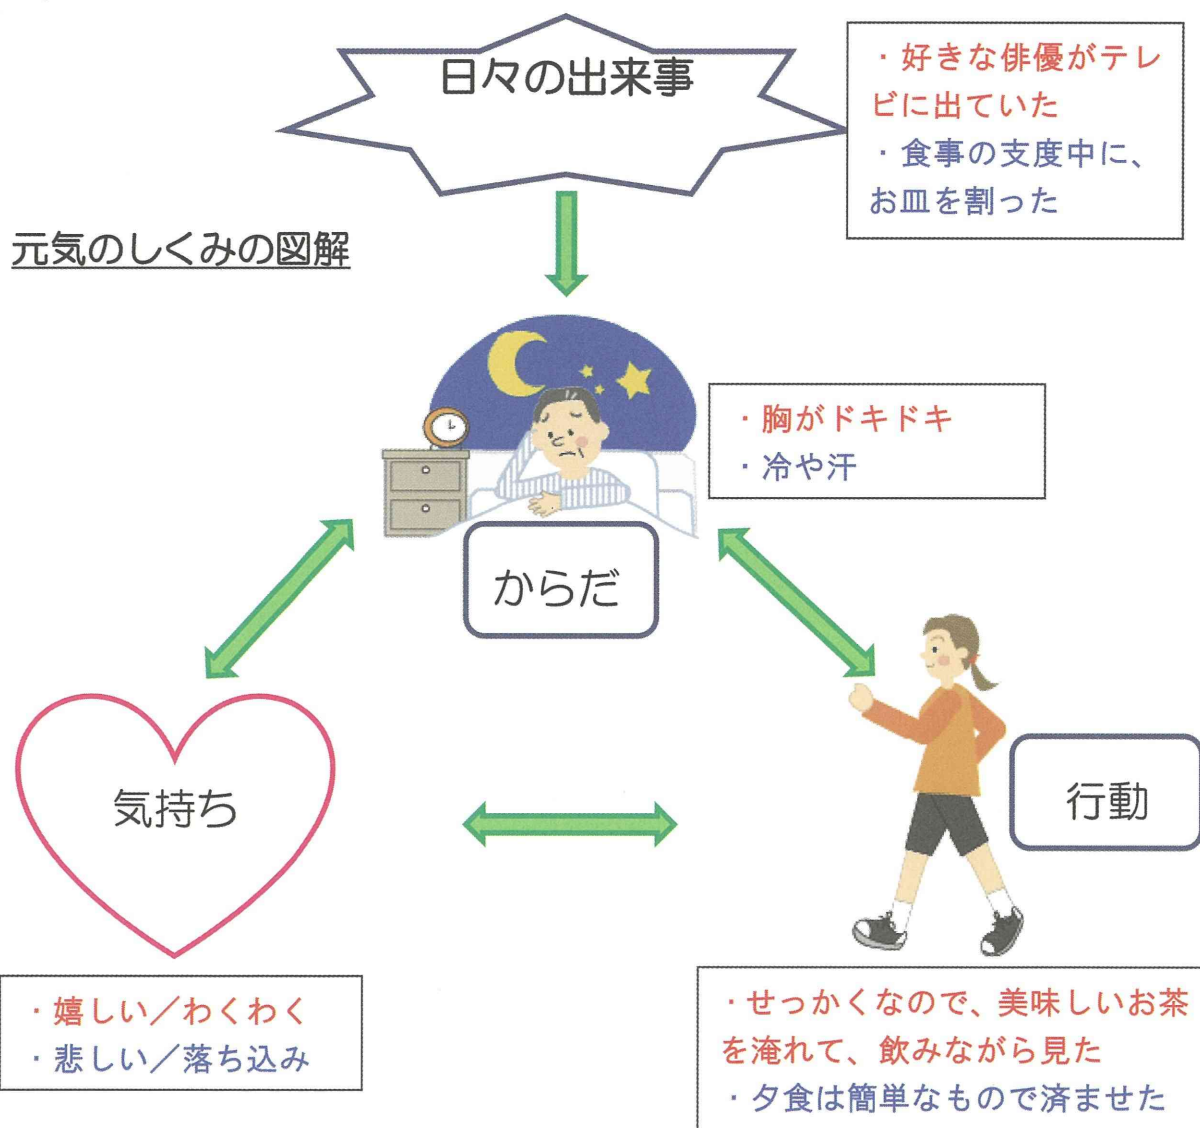 日々の出来事
・好きな俳優がテレ
ビに出ていた
・食事の支度中に、
お皿を割った
元気のしくみの図解
・胸がドキドキ
・冷や汗
からだ
気持ち
行動
・嬉しい／わくわく
・悲しい／落ち込み
・せっかくなので、美味しいお茶
を淹れて、飲みながら見た
・夕食は簡単なもので済ませた